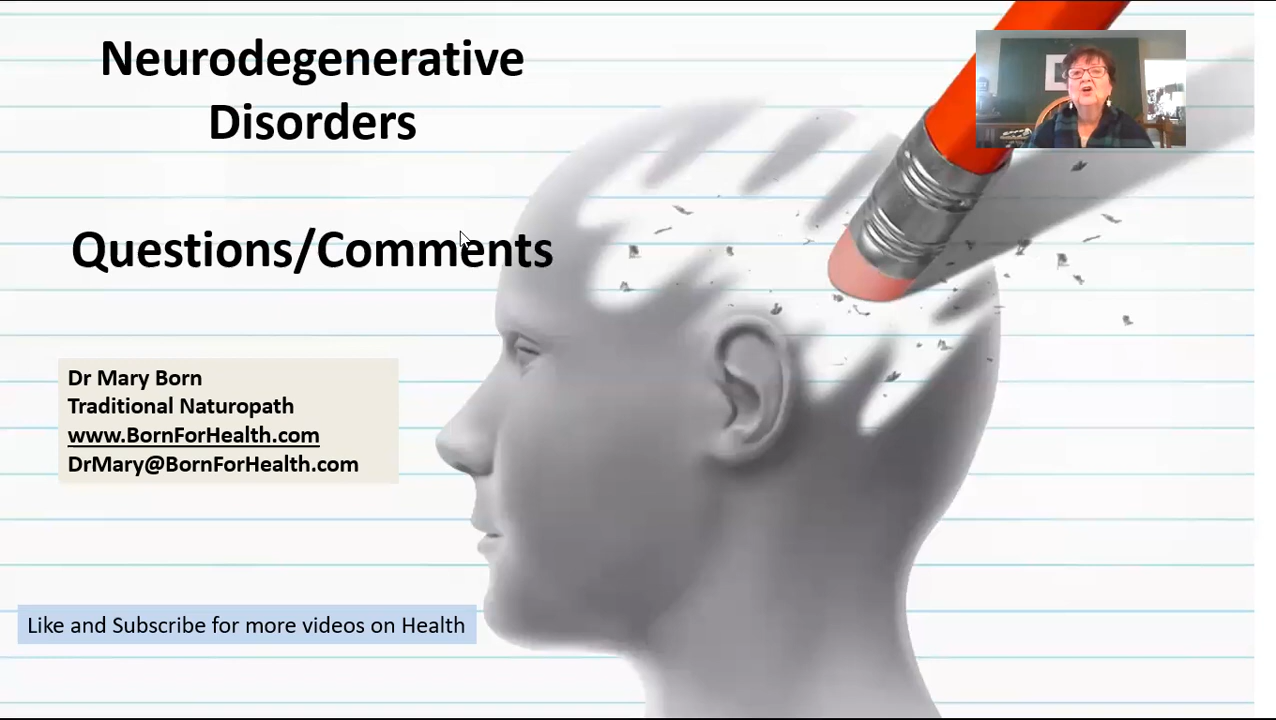 Neurodegenerative
Disorders
Questions/Comments
Dr Mary Born
Traditional Naturopath
www.BornForHealth.com
DrMary@BornForHealth.com
Like and Subscribe for more videos on Health